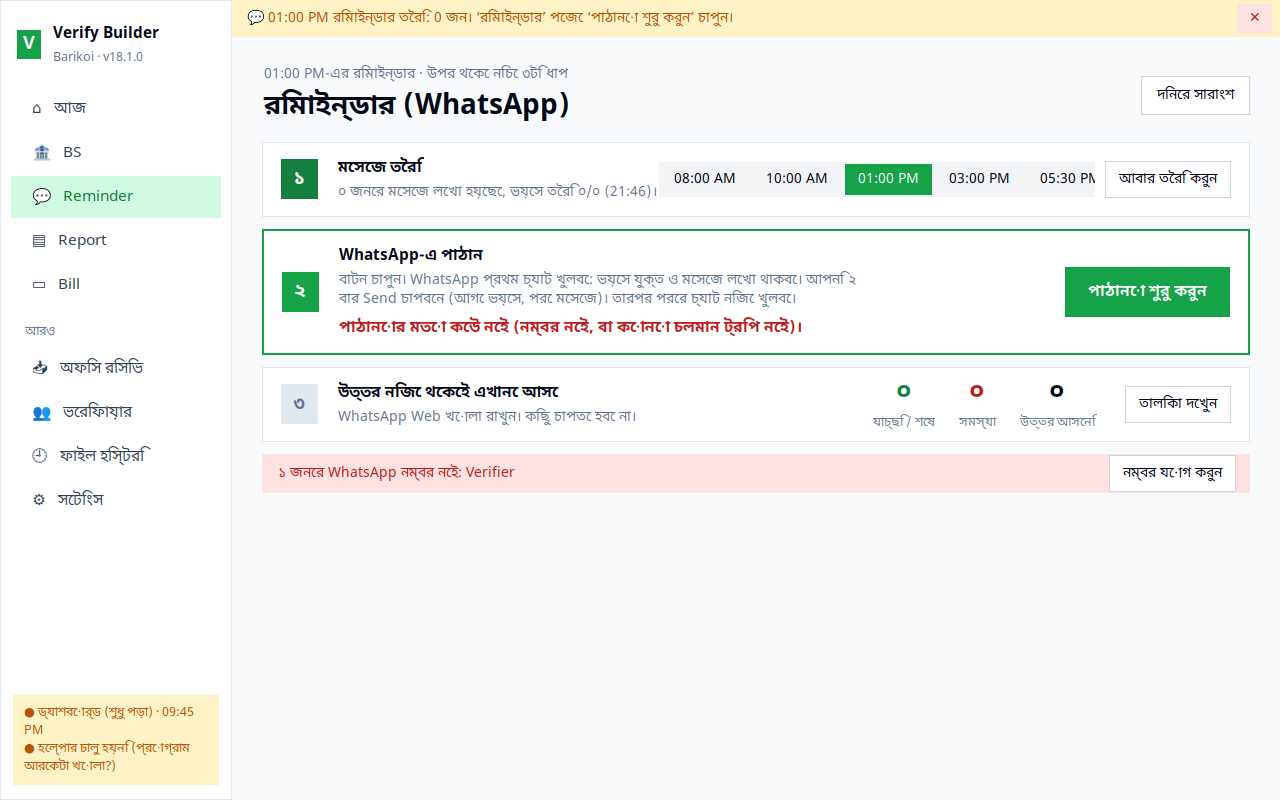 💬 01:00 PM রিমাইন্ডার তৈরি: 0 জন। ‘রিমাইন্ডার’ পেজে ‘পাঠানো শুরু করুন’ চাপুন।
✕
V
Verify Builder
Barikoi · v18.1.0
আজ
BS
Reminder
Report
Bill
আরও
অফিস রিসিভ
ভেরিফায়ার
ফাইল হিস্টরি
সেটিংস
● ড্যাশবোর্ড (শুধু পড়া) · 09:45
PM
● হেল্পার চালু হয়নি (প্রোগ্রাম
আরেকটা খোলা?)
01:00 PM-এর রিমাইন্ডার · উপর থেকে নিচে ৩টি ধাপ
রিমাইন্ডার (WhatsApp)
দিনের সারাংশ
১
মেসেজ তৈরি
০ জনের মেসেজ লেখা হয়েছে, ভয়েস তৈরি ০/০ (21:46)।
08:00 AM
10:00 AM
01:00 PM
03:00 PM
05:30 PM
আবার তৈরি করুন
২
WhatsApp-এ পাঠান
বাটন চাপুন। WhatsApp প্রথম চ্যাট খুলবে: ভয়েস যুক্ত ও মেসেজ লেখা থাকবে। আপনি ২
বার Send চাপবেন (আগে ভয়েস, পরে মেসেজ)। তারপর পরের চ্যাট নিজে খুলবে।
পাঠানোর মতো কেউ নেই (নম্বর নেই, বা কোনো চলমান ট্রিপ নেই)।
পাঠানো শুরু করুন
৩
উত্তর নিজে থেকেই এখানে আসে
WhatsApp Web খোলা রাখুন। কিছু চাপতে হবে না।
০
যাচ্ছে / শেষ
০
সমস্যা
০
উত্তর আসেনি
তালিকা দেখুন
১ জনের WhatsApp নম্বর নেই: Verifier
নম্বর যোগ করুন